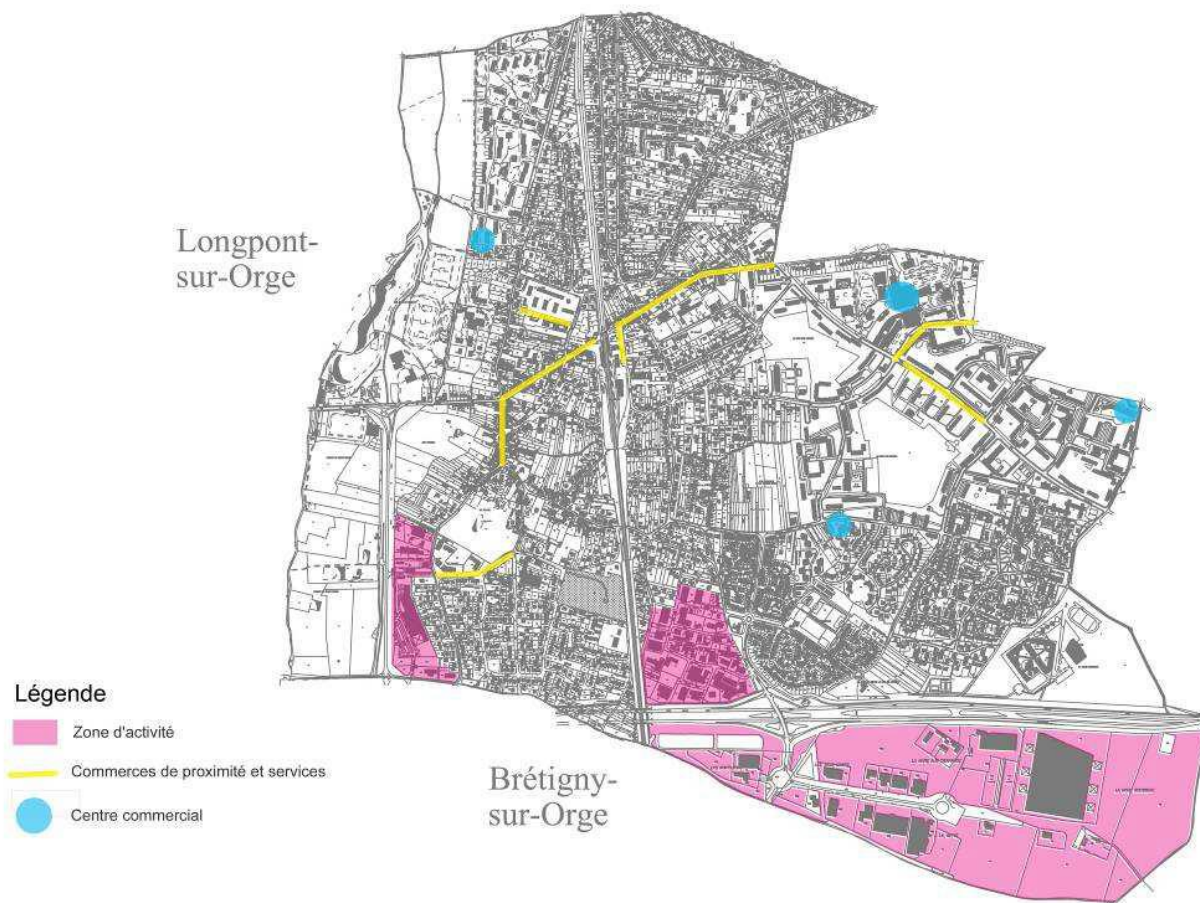 Longpont-
sur-Orge
Légende
Zone d'activité
Commerces de proximité et services
Centre commercial
Brétigny-
sur-Orge